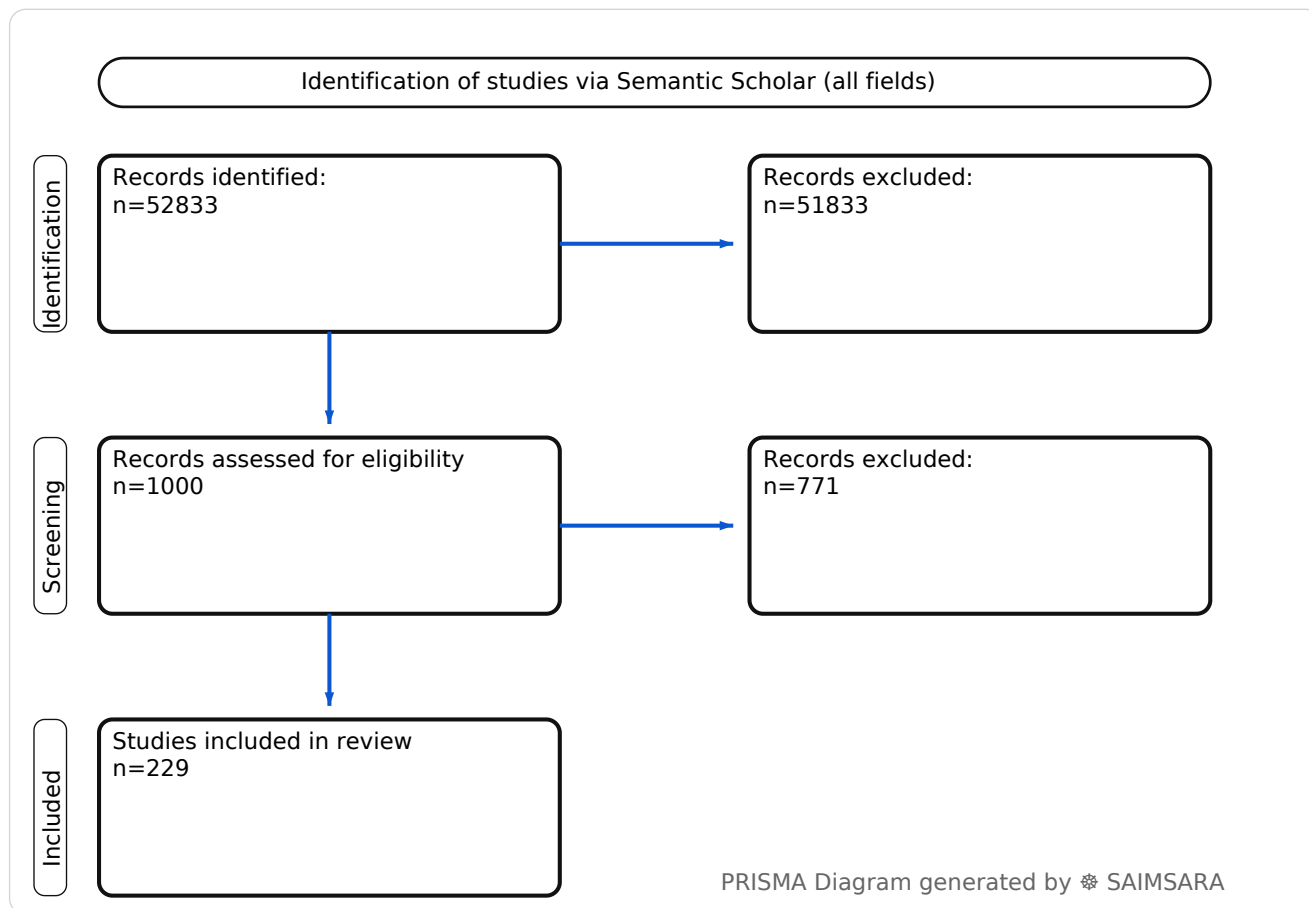 Identification of studies via Semantic Scholar (all fields)
Identification
Records identified:
n=52833
Records excluded:
n=51833
Screening
Records assessed for eligibility
n=1000
Records excluded:
n=771
Included
Studies included in review
n=229
PRISMA Diagram generated by ☸ SAIMSARA